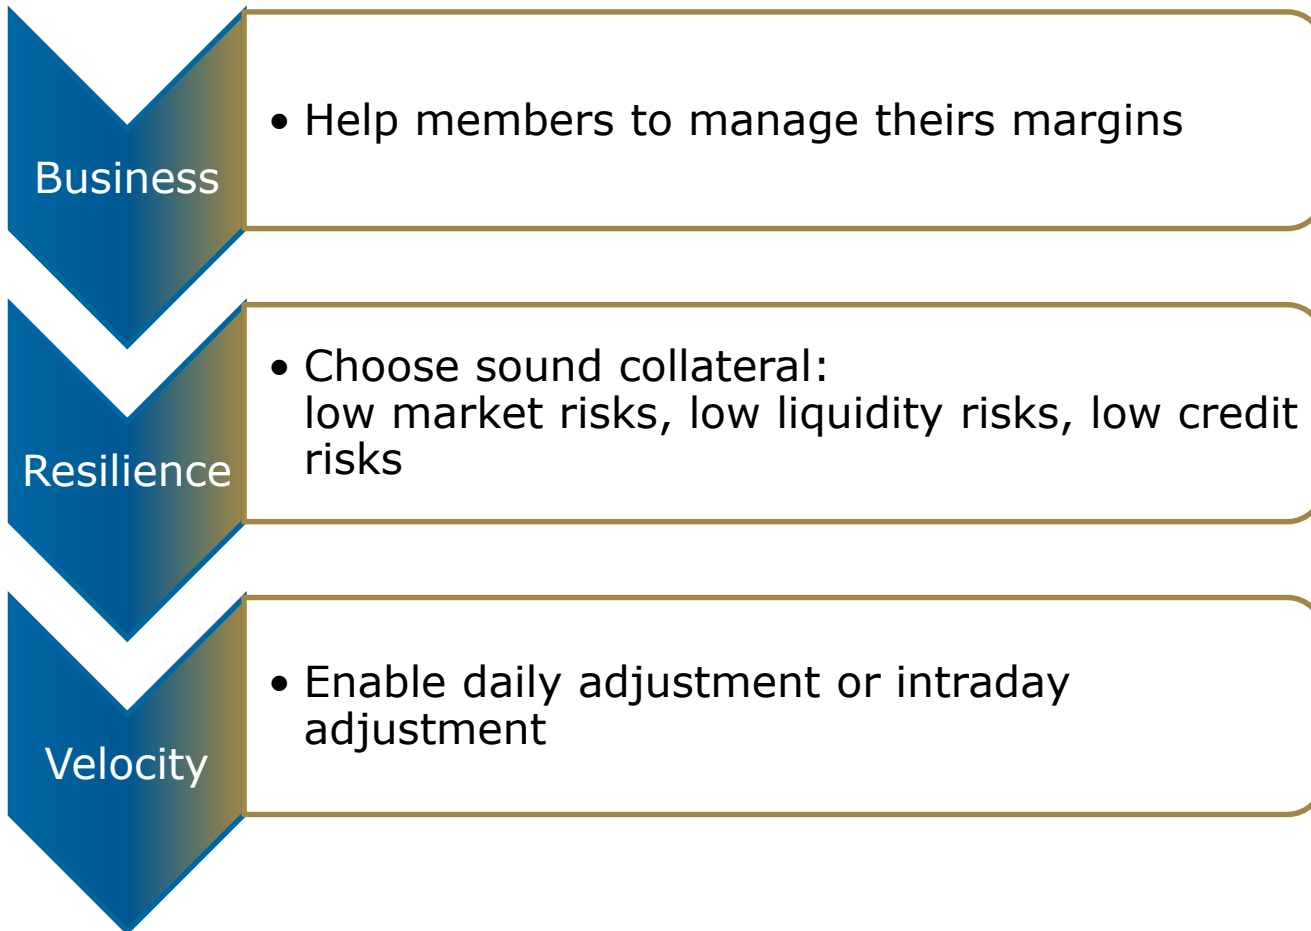 Business
• Help members to manage theirs margins
Resilience
• Choose sound collateral:
low market risks, low liquidity risks, low credit
risks
Velocity
• Enable daily adjustment or intraday
adjustment